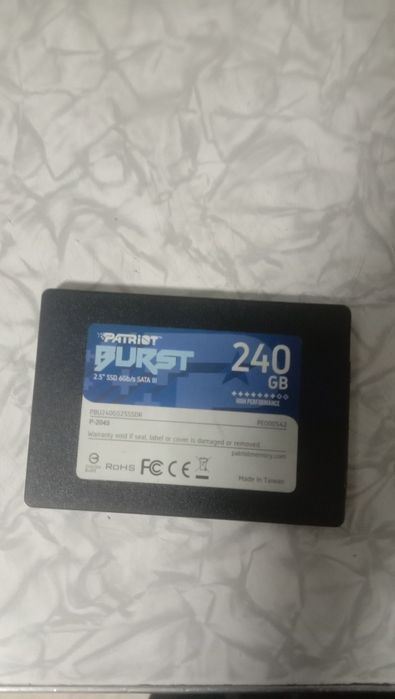 PATRIOT
BURST
2.5" SSD 6Gb/s SATA III
240
GB
HIGH PERFORMANCE
PBU240GS25SSDR
P-2045
PE000542
Warranty void if seal, label or cover is damaged or removed
patriotmemory.com
RoHS FC CE
Made in Taiwan